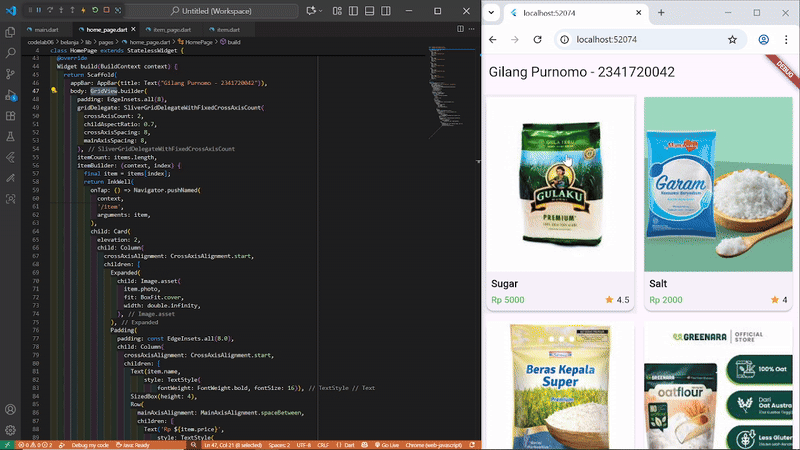 Untitled (Workspace)
main.dart
home_page.dart
item_page.dart
item.dart
codelab06 > belanja > lib > pages > home_page.dart > HomePage > build
4 class HomePage extends StatelessWidget {
43 @override
44 Widget build(BuildContext context) {
45 return Scaffold(
46 appBar: AppBar(title: Text("Gilang Purnomo - 2341720042")),
47 body: GridView.builder(
48 padding: EdgeInsets.all(8),
49 gridDelegate: SliverGridDelegateWithFixedCrossAxisCount(
50 crossAxisCount: 2,
51 childAspectRatio: 0.7,
52 crossAxisSpacing: 8,
53 mainAxisSpacing: 8,
54 ), // SliverGridDelegateWithFixedCrossAxisCount
55 itemCount: items.length,
56 itemBuilder: (context, index) {
57 final item = items[index];
58 return InkWell(
59 onTap: () => Navigator.pushNamed(
60 context,
61 '/item',
62 arguments: item,
63 ),
64 child: Card(
65 elevation: 2,
66 child: Column(
67 crossAxisAlignment: CrossAxisAlignment.start,
68 children: [
69 Expanded(
70 child: Image.asset(
71 item.photo,
72 fit: BoxFit.cover,
73 width: double.infinity,
74 ), // Image.asset
75 ), // Expanded
76 Padding(
77 padding: const EdgeInsets.all(8.0),
78 child: Column(
79 crossAxisAlignment: CrossAxisAlignment.start,
80 children: [
81 Text(item.name,
82 style: TextStyle(
83 fontWeight: FontWeight.bold, fontSize: 16)), // TextStyle // Text
84 SizedBox(height: 4),
85 Row(
86 mainAxisAlignment: MainAxisAlignment.spaceBetween,
87 children: [
88 Text('Rp ${item.price}',
89 style: TextStyle(
Debug my code
Java: Ready
Ln 47, Col 21 (8 selected)
Spaces: 2
UTF-8
CRLF
Dart
Go Live
Chrome (web-javascript)
localhost:52074
localhost:52074
DEBUG
Gilang Purnomo - 2341720042
GULA TEBU
GULAKU
PREMIUM
Sugar
Rp 5000
4.5
Garam
Salt
Rp 2000
4
Beras Kepala
Super
Premium
GREENARA
OFFICIAL
STORE
oatflour
100% Oat
Dari
Oat Austra
Less Gluten